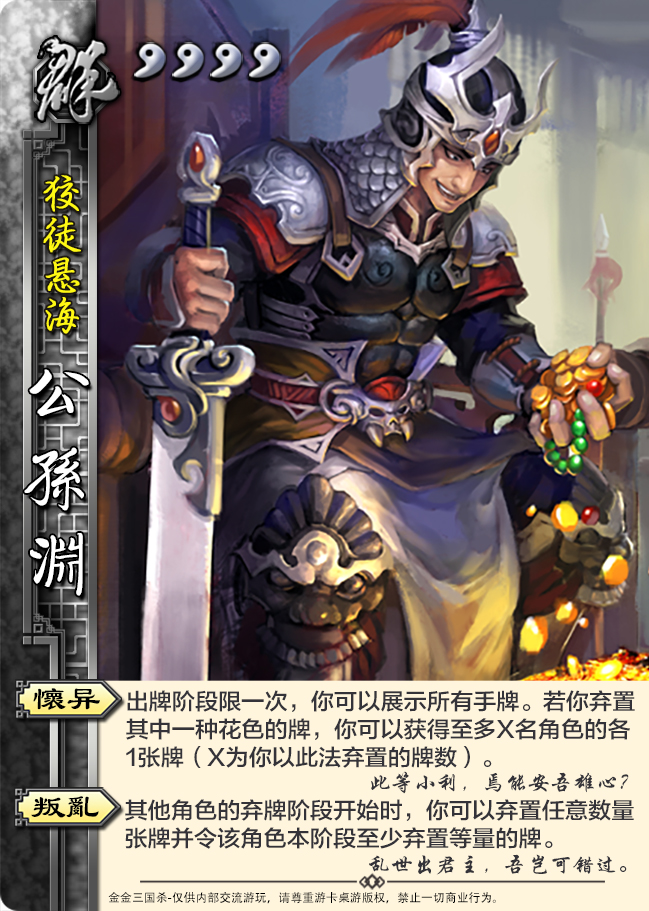 群
狡徒悬海
公孫淵
懷异
出牌阶段限一次，你可以展示所有手牌。若你弃置
其中一种花色的牌，你可以获得至多X名角色的各
1张牌（X为你以此法弃置的牌数）。
此等小利，焉能安吾雄心？
叛亂
其他角色的弃牌阶段开始时，你可以弃置任意数量
张牌并令该角色本阶段至少弃置等量的牌。
乱世出君主，吾岂可错过。
金金三国杀-仅供内部交流游玩，请尊重游卡桌游版权，禁止一切商业行为。